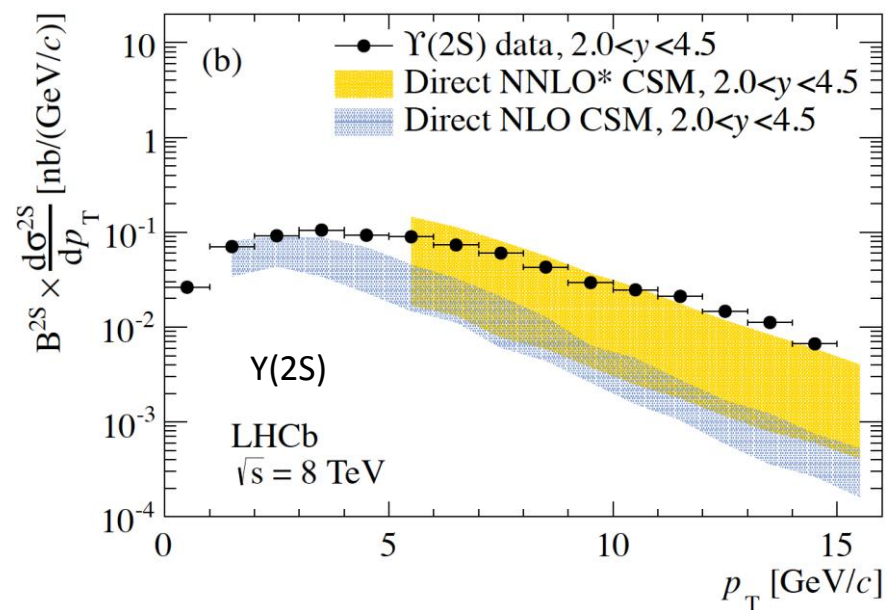 (b)
ϒ(2S) data, 2.0<y<4.5
Direct NNLO* CSM, 2.0<y<4.5
Direct NLO CSM, 2.0<y<4.5
B^{2S} × dσ^{2S}/dp_T [nb/(GeV/c)]
10
1
10^{-1}
10^{-2}
10^{-3}
10^{-4}
Υ(2S)
LHCb
√s = 8 TeV
0 5 10 15
p_T [GeV/c]